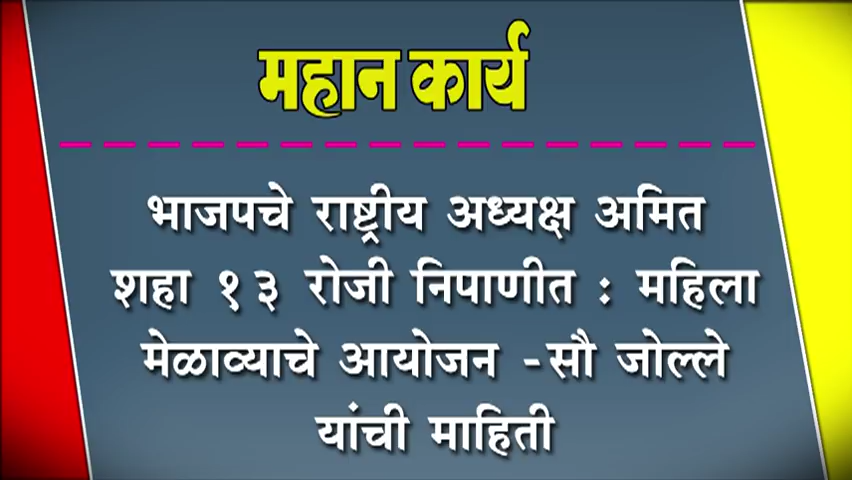 महान कार्य
भाजपचे राष्ट्रीय अध्यक्ष अमित
शहा १३ रोजी निपाणीत : महिला
मेळाव्याचे आयोजन -सौ जोल्ले
यांची माहिती